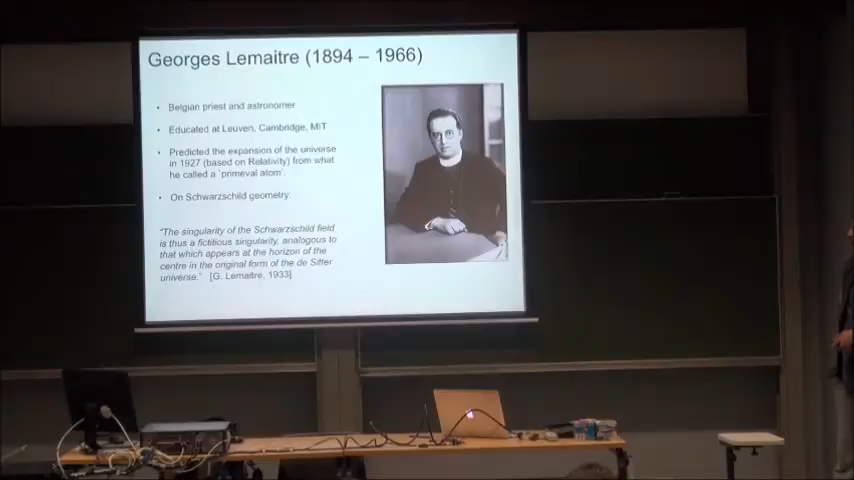 Georges Lemaitre (1894 – 1966)
• Belgian priest and astronomer
• Educated at Leuven, Cambridge, MIT
• Predicted the expansion of the universe
in 1927 (based on Relativity) from what
he called a `primeval atom'.
• On Schwarzschild geometry:
"The singularity of the Schwarzschild field
is thus a fictitious singularity, analogous to
that which appears at the horizon of the
centre in the original form of the de Sitter
universe." [G. Lemaitre, 1933]